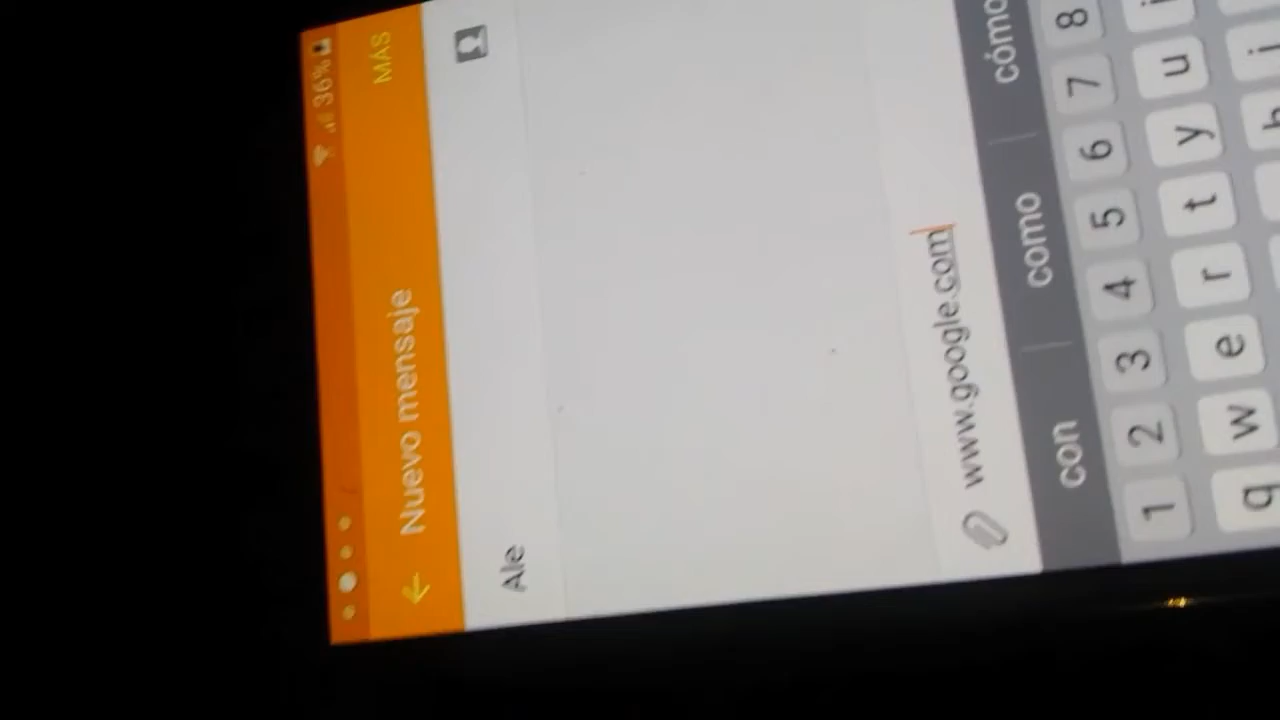 36%
Nuevo mensaje MÁS
Ale
www.google.com
con como cómo
1 2 3 4 5 6 7 8
q w e r t y u i
h j